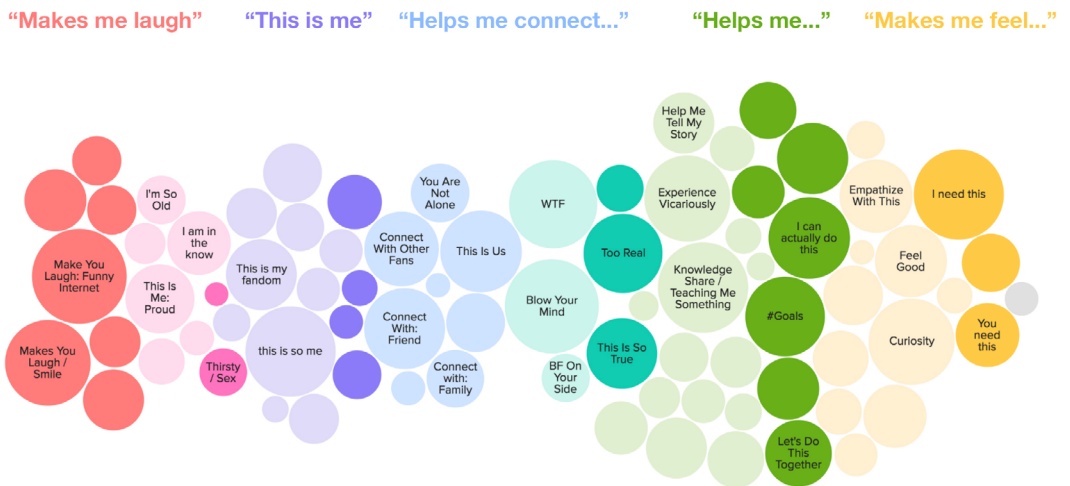 “Makes me laugh”
“This is me”
“Helps me connect...”
“Helps me...”
“Makes me feel...”
I'm So
Old
I am in
the
know
Make You
Laugh: Funny
Internet
This Is
Me:
Proud
Makes You
Laugh /
Smile
Thirsty
/ Sex
This is my
fandom
this is so me
You Are
Not
Alone
Connect
With Other
Fans
This Is Us
Connect
With:
Friend
Connect
with:
Family
WTF
Blow Your
Mind
BF On
Your
Side
Too Real
This Is So
True
Help Me
Tell My
Story
Experience
Vicariously
Knowledge
Share /
Teaching Me
Something
I can
actually do
this
#Goals
Let's Do
This
Together
Empathize
With This
Feel
Good
Curiosity
I need this
You
need
this